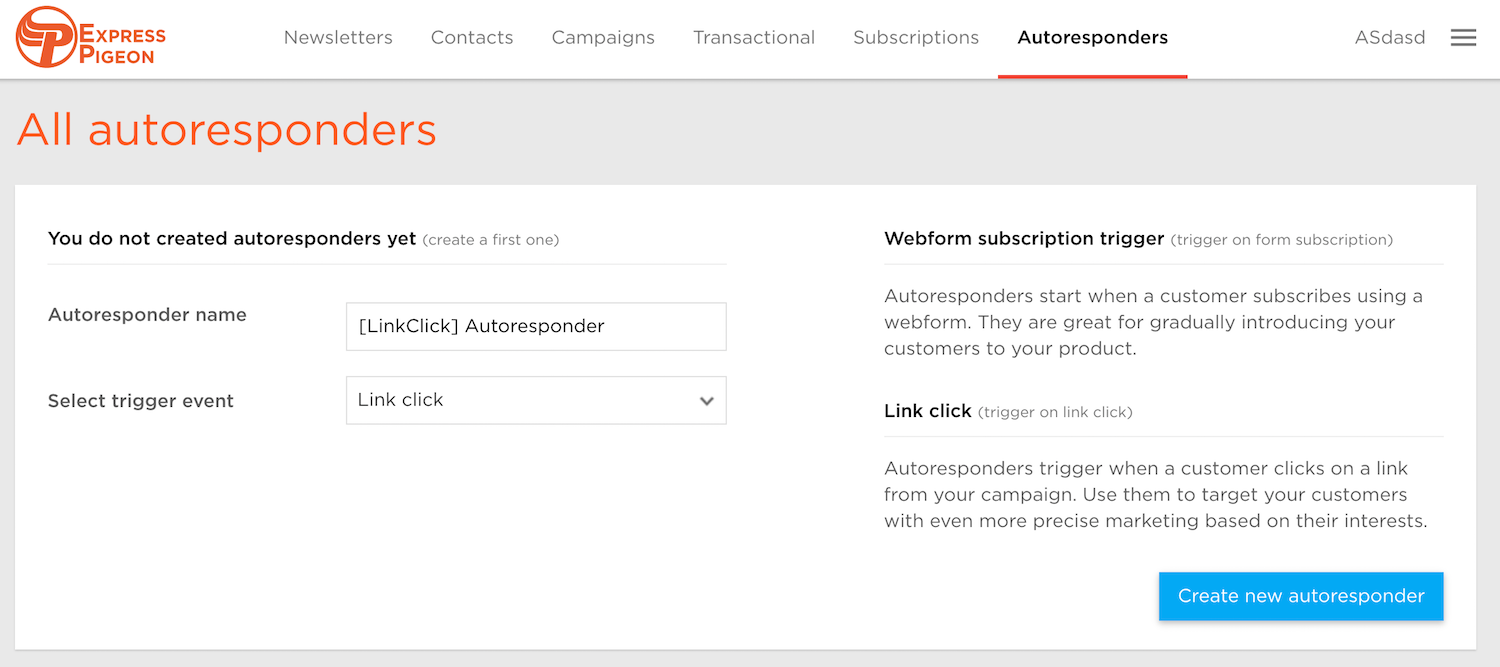 EXPRESS
PIGEON
Newsletters Contacts Campaigns Transactional Subscriptions Autoresponders ASdasd
All autoresponders
You do not created autoresponders yet (create a first one)
Autoresponder name
[LinkClick] Autoresponder
Select trigger event
Link click
Webform subscription trigger (trigger on form subscription)
Autoresponders start when a customer subscribes using a
webform. They are great for gradually introducing your
customers to your product.
Link click (trigger on link click)
Autoresponders trigger when a customer clicks on a link
from your campaign. Use them to target your customers
with even more precise marketing based on their interests.
Create new autoresponder